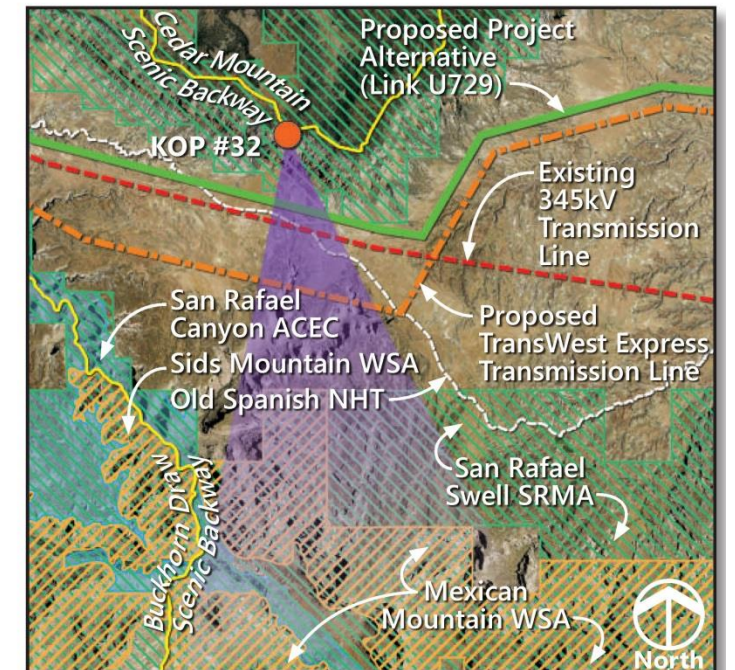 Cedar Mountain
Scenic Backway
Proposed Project
Alternative
(Link U729)
KOP #32
Existing
345kV
Transmission
Line
San Rafael
Canyon ACEC
Sids Mountain WSA
Old Spanish NHT
Proposed
TransWest Express
Transmission Line
San Rafael
Swell SRMA
Buckhorn Draw
Scenic Backway
Mexican
Mountain WSA
North